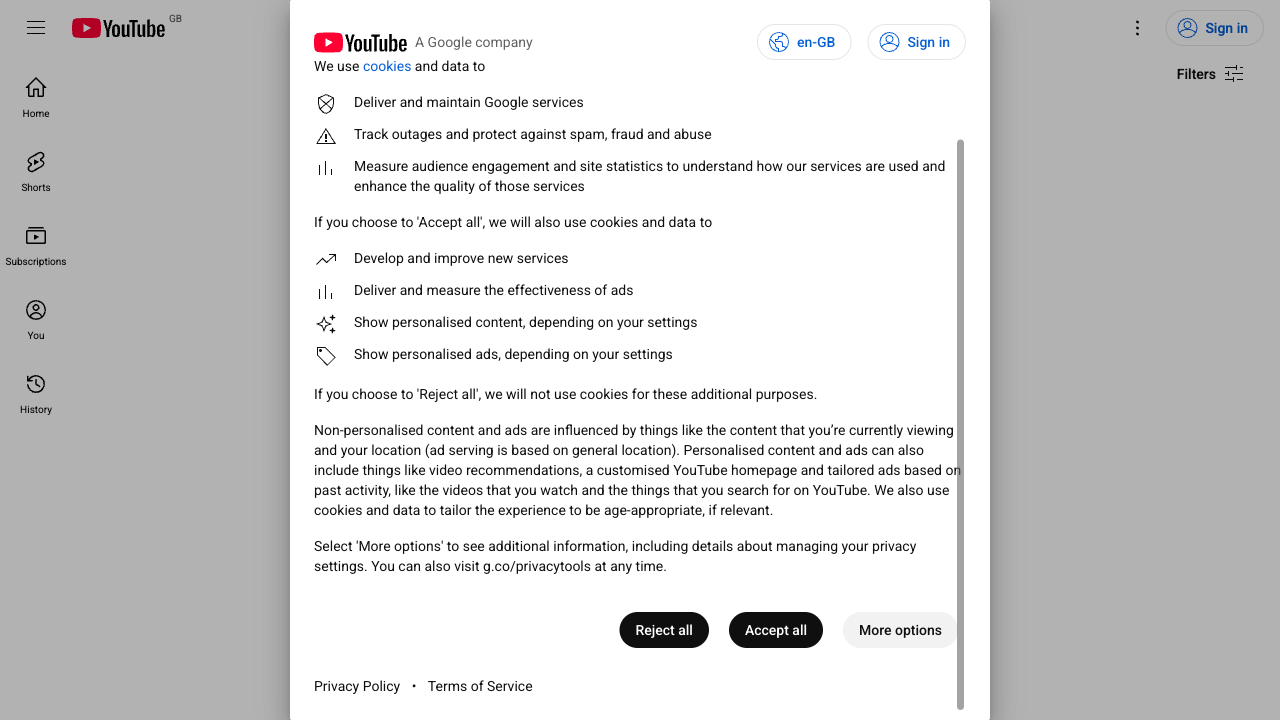 YouTube GB
Sign in
Filters
Home
Shorts
Subscriptions
You
History
YouTube A Google company
en-GB
Sign in
We use cookies and data to
Deliver and maintain Google services
Track outages and protect against spam, fraud and abuse
Measure audience engagement and site statistics to understand how our services are used and
enhance the quality of those services
If you choose to 'Accept all', we will also use cookies and data to
Develop and improve new services
Deliver and measure the effectiveness of ads
Show personalised content, depending on your settings
Show personalised ads, depending on your settings
If you choose to 'Reject all', we will not use cookies for these additional purposes.
Non-personalised content and ads are influenced by things like the content that you’re currently viewing
and your location (ad serving is based on general location). Personalised content and ads can also
include things like video recommendations, a customised YouTube homepage and tailored ads based on
past activity, like the videos that you watch and the things that you search for on YouTube. We also use
cookies and data to tailor the experience to be age-appropriate, if relevant.
Select 'More options' to see additional information, including details about managing your privacy
settings. You can also visit g.co/privacytools at any time.
Reject all
Accept all
More options
Privacy Policy • Terms of Service